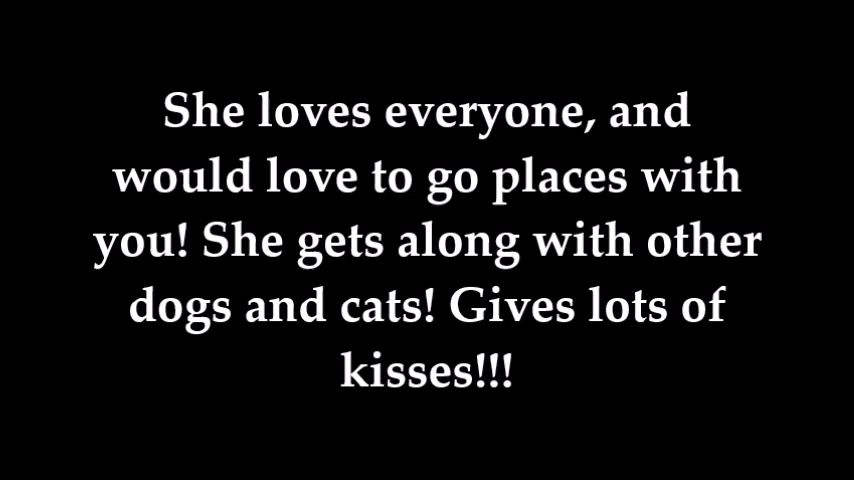 She loves everyone, and
would love to go places with
you! She gets along with other
dogs and cats! Gives lots of
kisses!!!